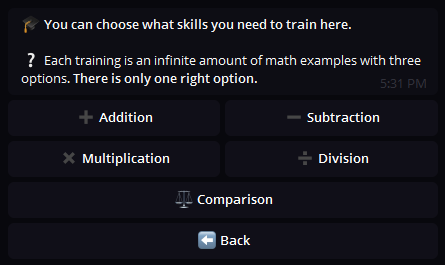 🎓 You can choose what skills you need to train here.
❔ Each training is an infinite amount of math examples with three
options. There is only one right option.
5:31 PM
➕ Addition
➖ Subtraction
✖ Multiplication
➗ Division
⚖ Comparison
⬅ Back